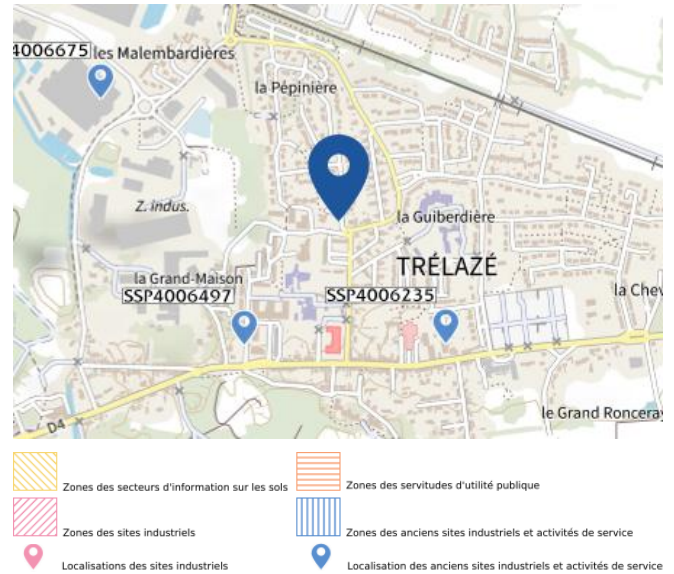 4006675 les Malembardières
la Pépinière
Z. Indus.
la Guiberdière
TRÉLAZÉ
la Grand-Maison
SSP4006497
SSP4006235
la Chev
D4
le Grand Ronceray
Zones des secteurs d'information sur les sols
Zones des servitudes d'utilité publique
Zones des sites industriels
Zones des anciens sites industriels et activités de service
Localisations des sites industriels
Localisation des anciens sites industriels et activités de service